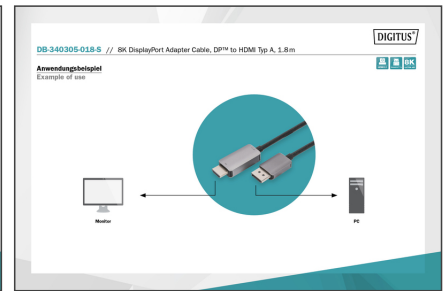 DIGITUS®
DB-340305-018-S // 8K DisplayPort Adapter Cable, DP™ to HDMI Typ A, 1.8 m
Anwendungsbeispiel
Example of use
8K
Monitor
PC